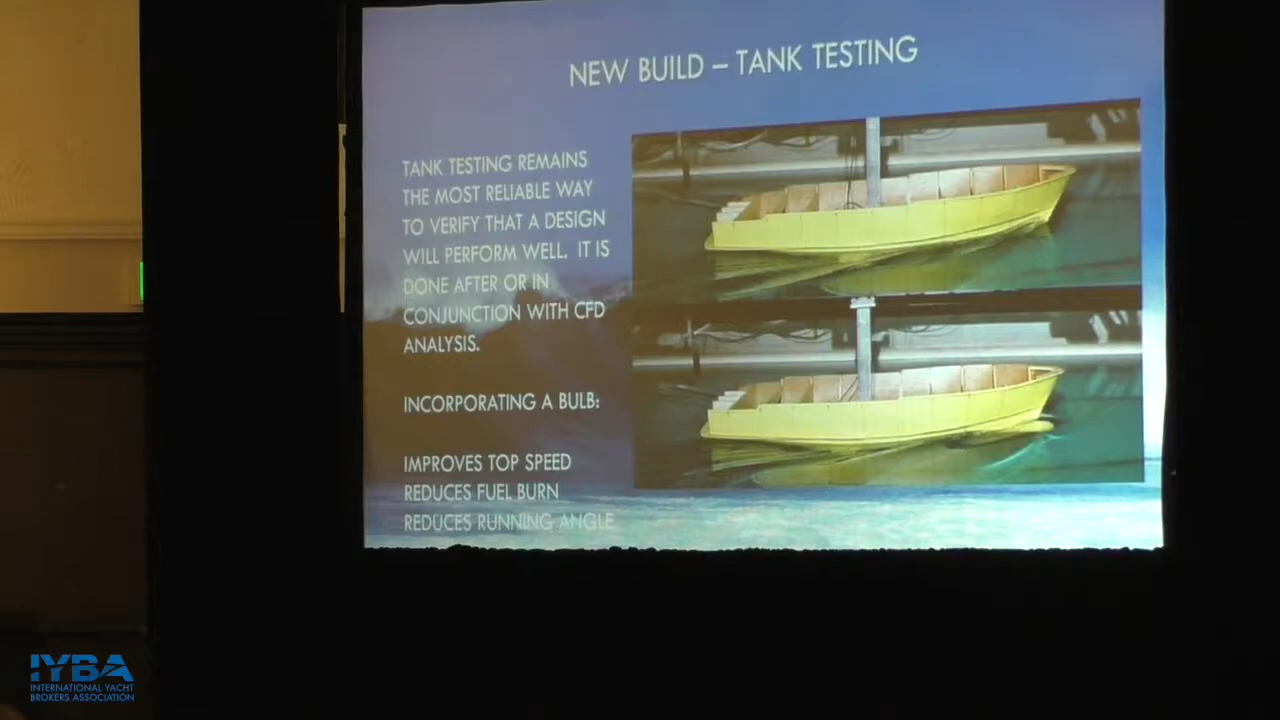 NEW BUILD – TANK TESTING
TANK TESTING REMAINS
THE MOST RELIABLE WAY
TO VERIFY THAT A DESIGN
WILL PERFORM WELL. IT IS
DONE AFTER OR IN
CONJUNCTION WITH CFD
ANALYSIS.
INCORPORATING A BULB:
IMPROVES TOP SPEED
REDUCES FUEL BURN
REDUCES RUNNING ANGLE
IYBA
INTERNATIONAL YACHT
BROKERS ASSOCIATION